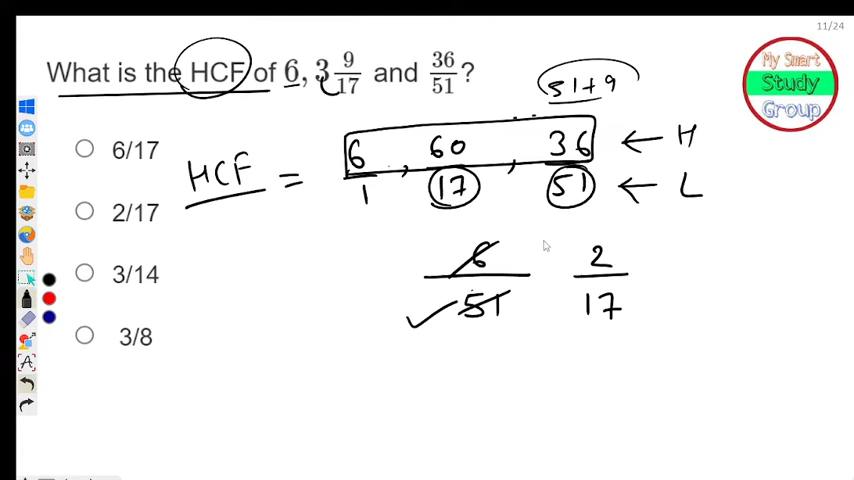 11/24
What is the HCF of 6, 3 9/17 and 36/51?
My Smart
Study
Group
51+9
6/17
2/17
3/14
3/8
HCF = 6/1 , 60/17 , 36/51
← H
← L
6/51
2/17
A